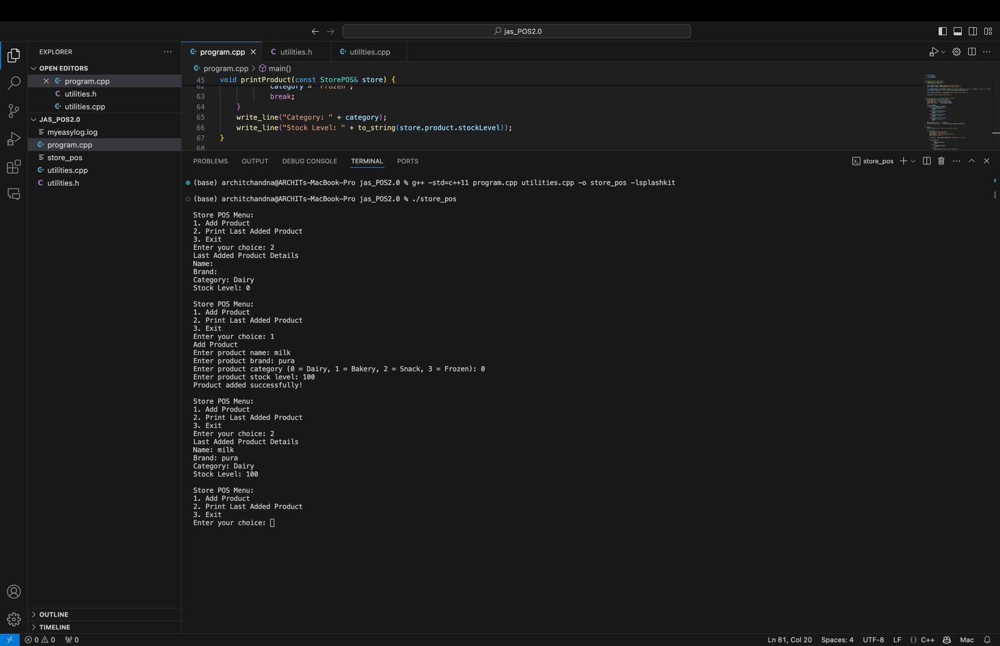 jas_POS2.0
EXPLORER
OPEN EDITORS
program.cpp
utilities.h
utilities.cpp
JAS_POS2.0
myeasylog.log
program.cpp
store_pos
utilities.cpp
utilities.h
OUTLINE
TIMELINE
program.cpp utilities.h utilities.cpp
program.cpp > main()
45 void printProduct(const StorePOS& store) {
62 category = "Frozen";
63 break;
64 }
65 write_line("Category: " + category);
66 write_line("Stock Level: " + to_string(store.product.stockLevel));
67 }
68
PROBLEMS OUTPUT DEBUG CONSOLE TERMINAL PORTS store_pos
(base) architchandna@ARCHITs-MacBook-Pro jas_POS2.0 % g++ -std=c++11 program.cpp utilities.cpp -o store_pos -lsplashkit
(base) architchandna@ARCHITs-MacBook-Pro jas_POS2.0 % ./store_pos
Store POS Menu:
1. Add Product
2. Print Last Added Product
3. Exit
Enter your choice: 2
Last Added Product Details
Name:
Brand:
Category: Dairy
Stock Level: 0
Store POS Menu:
1. Add Product
2. Print Last Added Product
3. Exit
Enter your choice: 1
Add Product
Enter product name: milk
Enter product brand: pura
Enter product category (0 = Dairy, 1 = Bakery, 2 = Snack, 3 = Frozen): 0
Enter product stock level: 100
Product added successfully!
Store POS Menu:
1. Add Product
2. Print Last Added Product
3. Exit
Enter your choice: 2
Last Added Product Details
Name: milk
Brand: pura
Category: Dairy
Stock Level: 100
Store POS Menu:
1. Add Product
2. Print Last Added Product
3. Exit
Enter your choice:
0 0 0 Ln 81, Col 20 Spaces: 4 UTF-8 LF {} C++ Mac